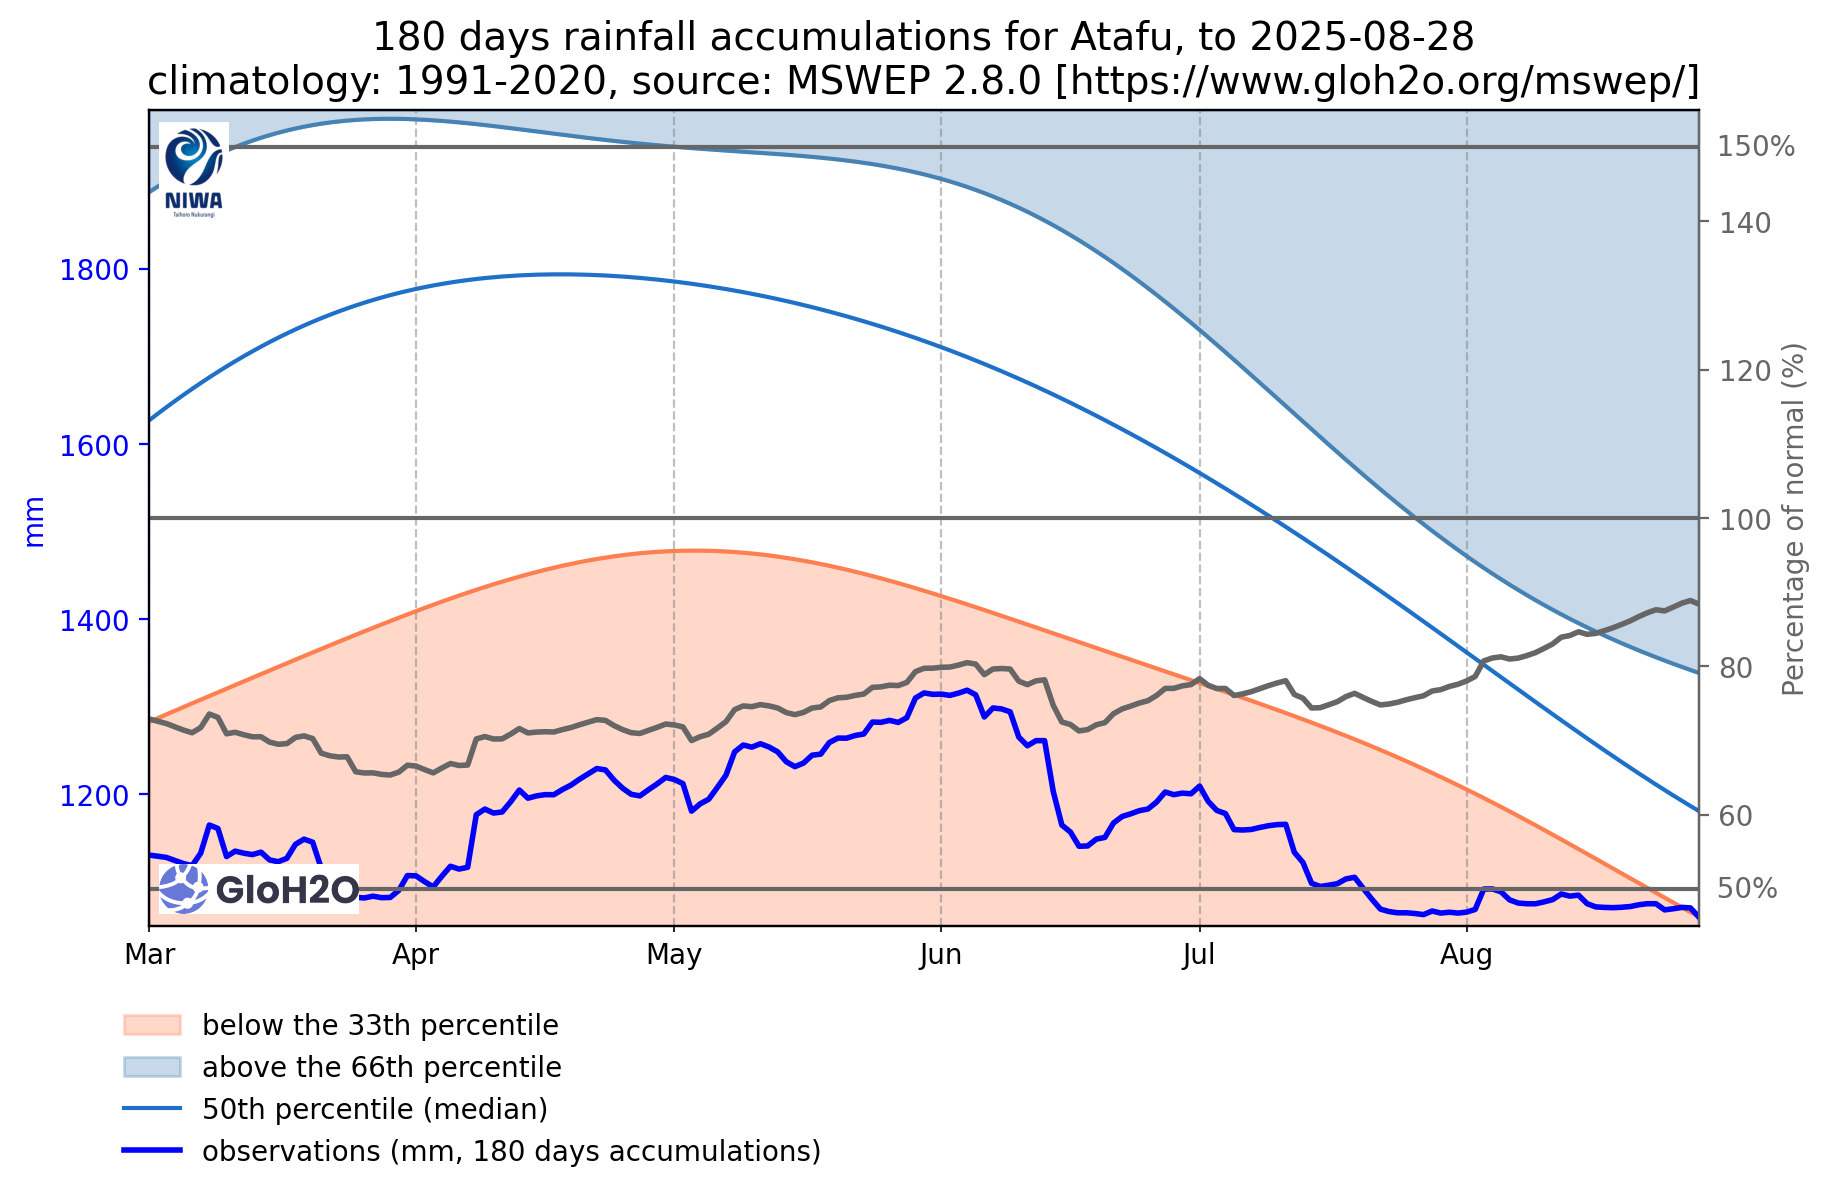 180 days rainfall accumulations for Atafu, to 2025-08-28
climatology: 1991-2020, source: MSWEP 2.8.0 [https://www.gloh2o.org/mswep/]
NIWA
Taihoro Nukurangi
1800
1600
1400
1200
mm
150%
140
120
100
80
60
50%
Percentage of normal (%)
GloH2O
Mar Apr May Jun Jul Aug
below the 33th percentile
above the 66th percentile
50th percentile (median)
observations (mm, 180 days accumulations)